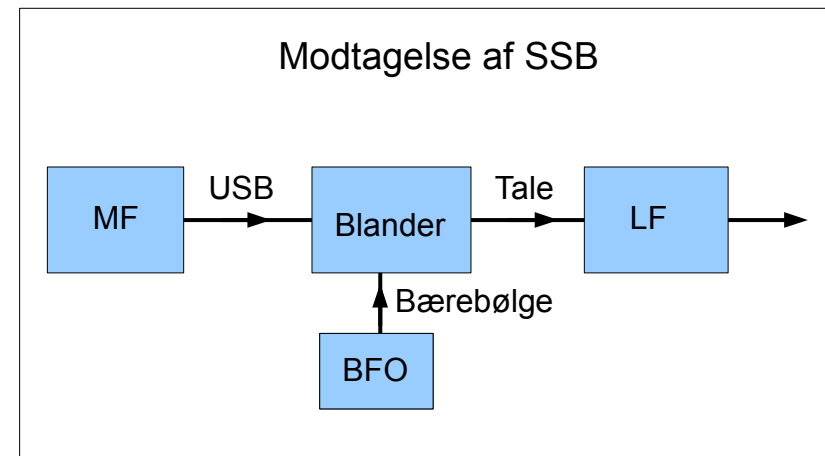 Modtagelse af SSB
MF
USB
Blander
Tale
LF
Bærebølge
BFO